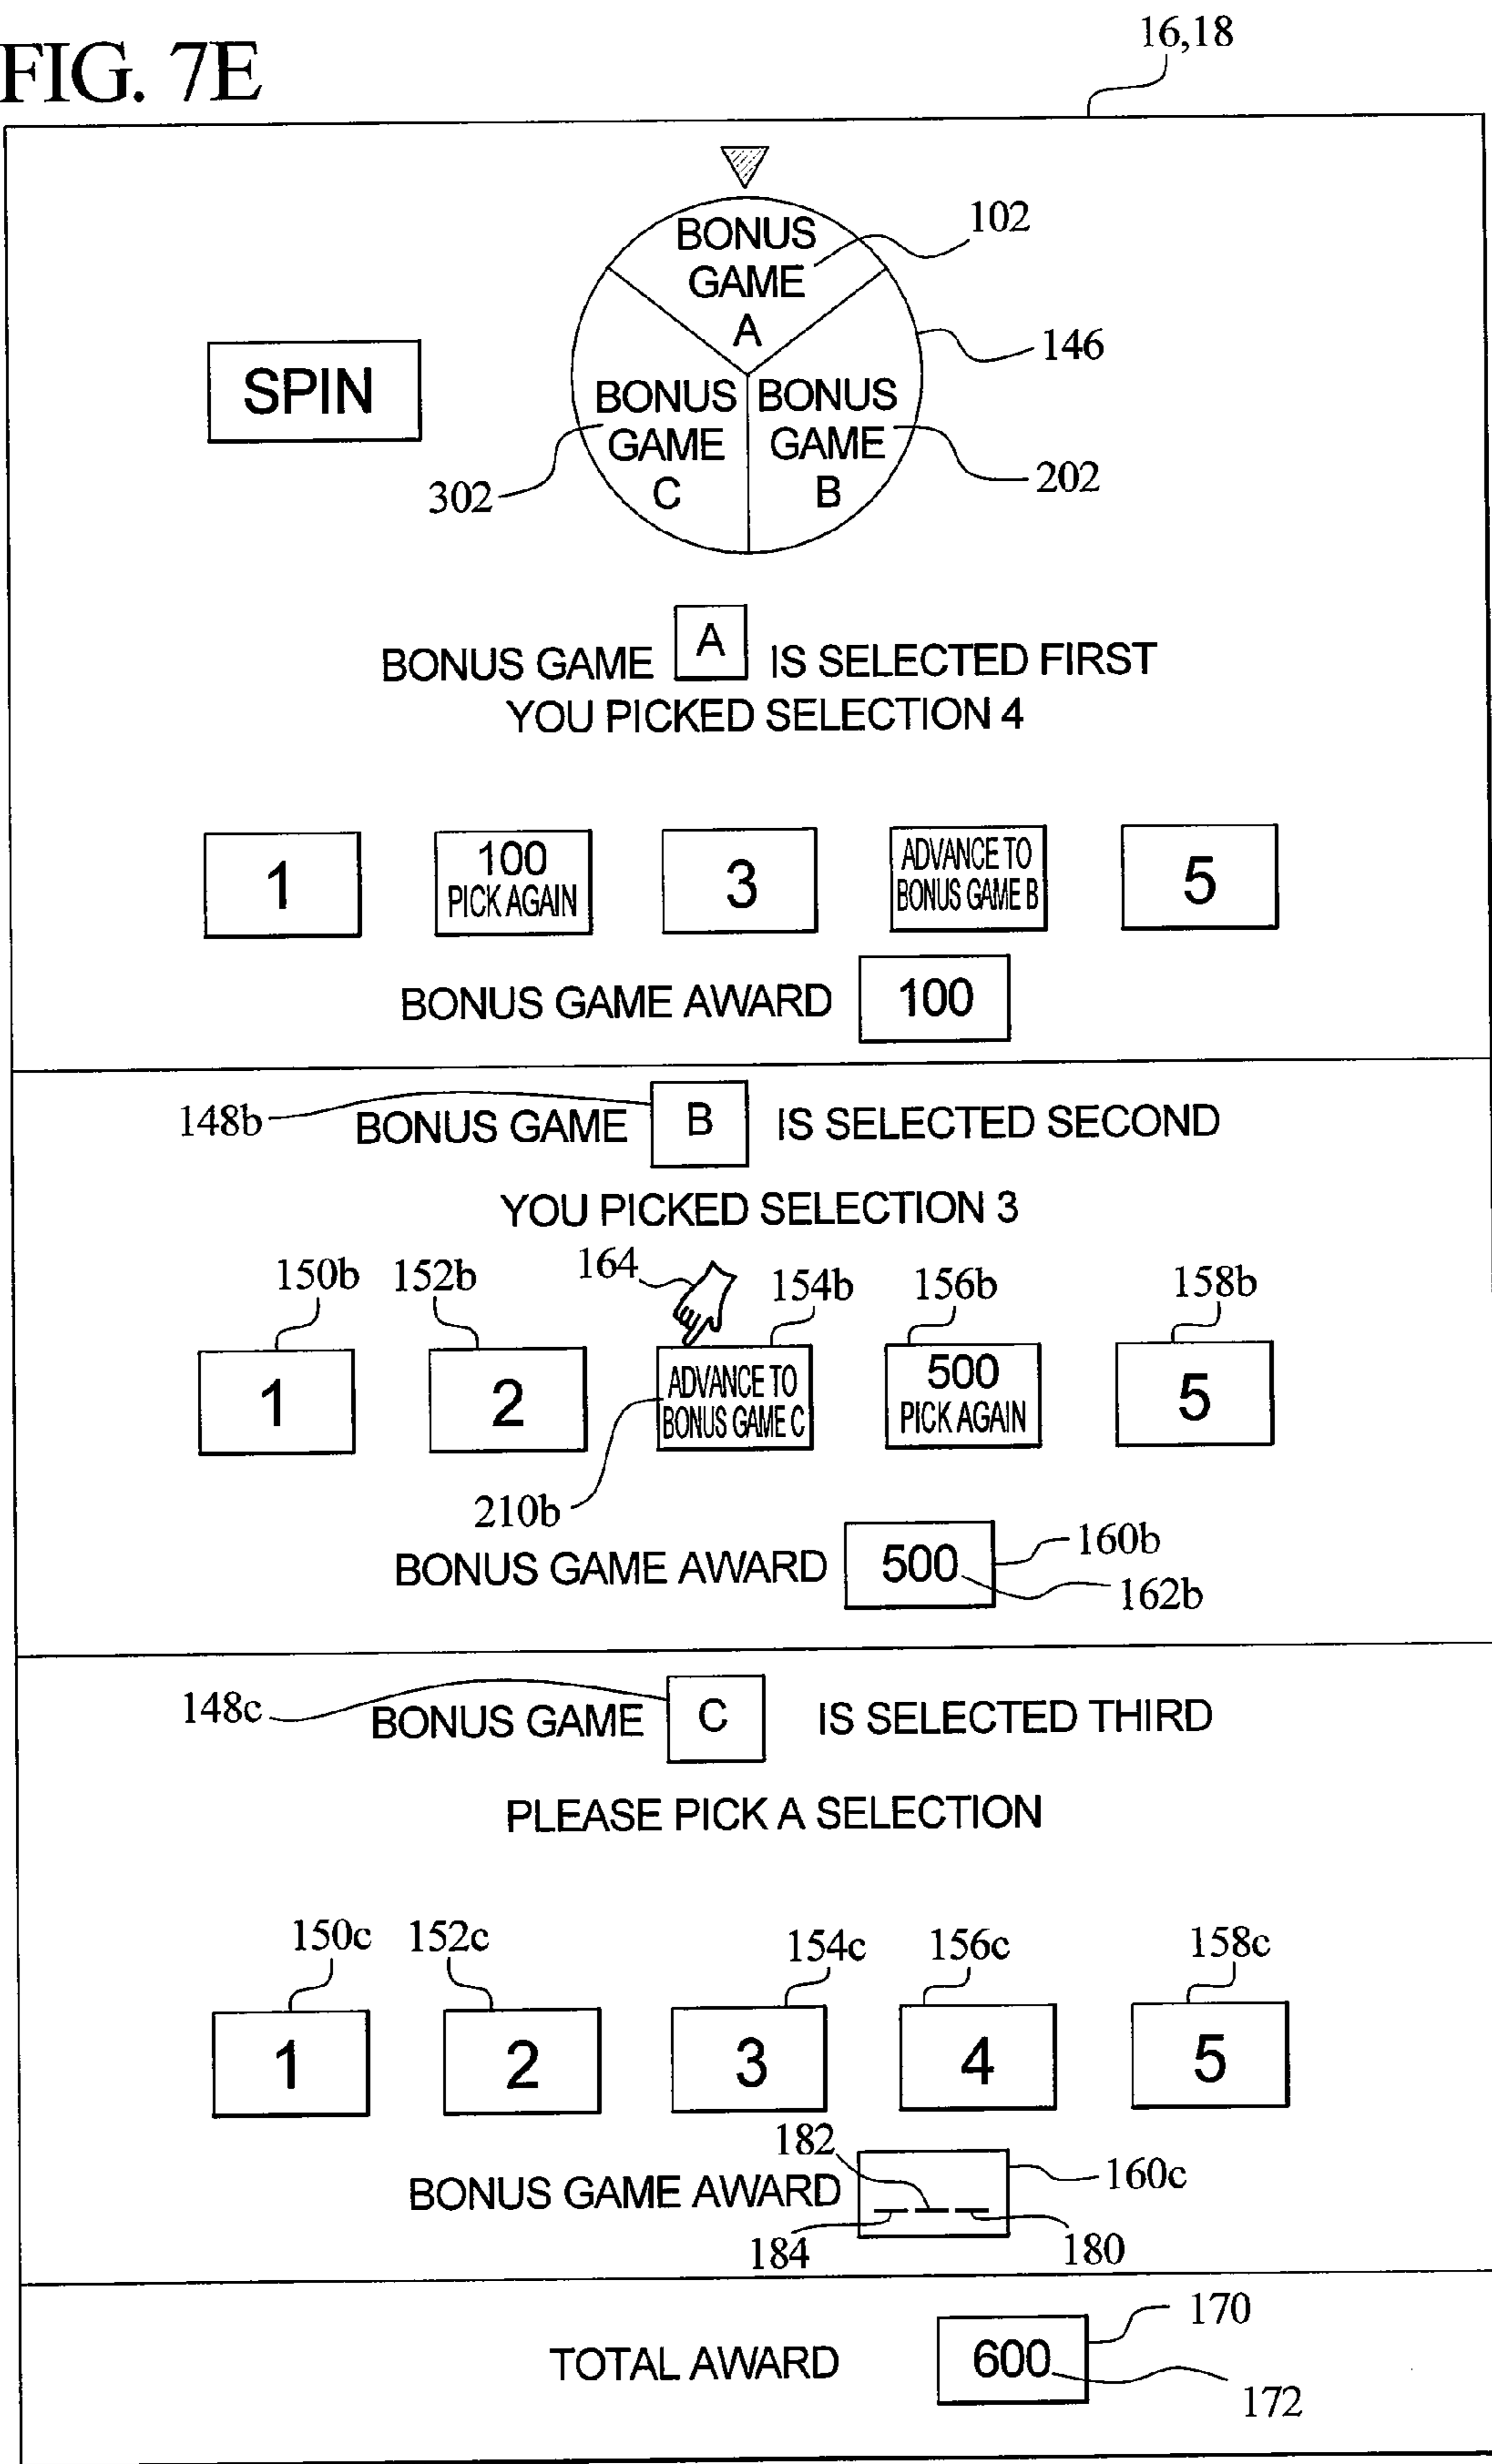 FIG. 7E
16,18
BONUS
GAME
A
102
146
SPIN
BONUS
GAME
C
BONUS
GAME
B
302
202
BONUS GAME A IS SELECTED FIRST
YOU PICKED SELECTION 4
1
100
PICK AGAIN
3
ADVANCE TO
BONUS GAME B
5
BONUS GAME AWARD 100
148b BONUS GAME B IS SELECTED SECOND
YOU PICKED SELECTION 3
150b 152b 164 154b 156b 158b
1
2
ADVANCE TO
BONUS GAME C
500
PICK AGAIN
5
210b
BONUS GAME AWARD 500 160b
162b
148c BONUS GAME C IS SELECTED THIRD
PLEASE PICK A SELECTION
150c 152c 154c 156c 158c
1 2 3 4 5
182
BONUS GAME AWARD 160c
184 180
170
TOTAL AWARD 600
172